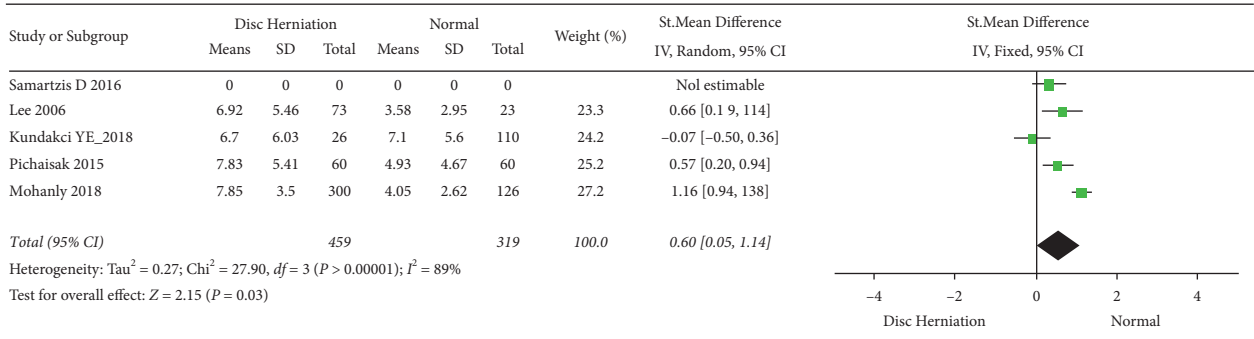 Study or Subgroup Disc Herniation Normal Weight (%) St.Mean Difference St.Mean Difference
Means SD Total Means SD Total IV, Random, 95% CI IV, Fixed, 95% CI
Samartzis D 2016 0 0 0 0 0 0 Nol estimable
Lee 2006 6.92 5.46 73 3.58 2.95 23 23.3 0.66 [0.1 9, 114]
Kundakci YE_2018 6.7 6.03 26 7.1 5.6 110 24.2 –0.07 [–0.50, 0.36]
Pichaisak 2015 7.83 5.41 60 4.93 4.67 60 25.2 0.57 [0.20, 0.94]
Mohanly 2018 7.85 3.5 300 4.05 2.62 126 27.2 1.16 [0.94, 138]
Total (95% CI) 459 319 100.0 0.60 [0.05, 1.14]
Heterogeneity: Tau² = 0.27; Chi² = 27.90, df = 3 (P > 0.00001); I² = 89%
Test for overall effect: Z = 2.15 (P = 0.03)
–4 –2 0 2 4
Disc Herniation Normal